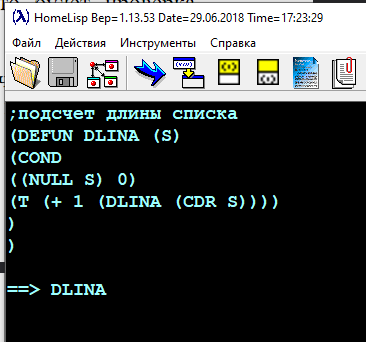 HomeLisp Вер=1.13.53 Date=29.06.2018 Time=17:23:29
Файл Действия Инструменты Справка
;подсчет длины списка
(DEFUN DLINA (S)
(COND
((NULL S) 0)
(T (+ 1 (DLINA (CDR S))))
)
)
==> DLINA